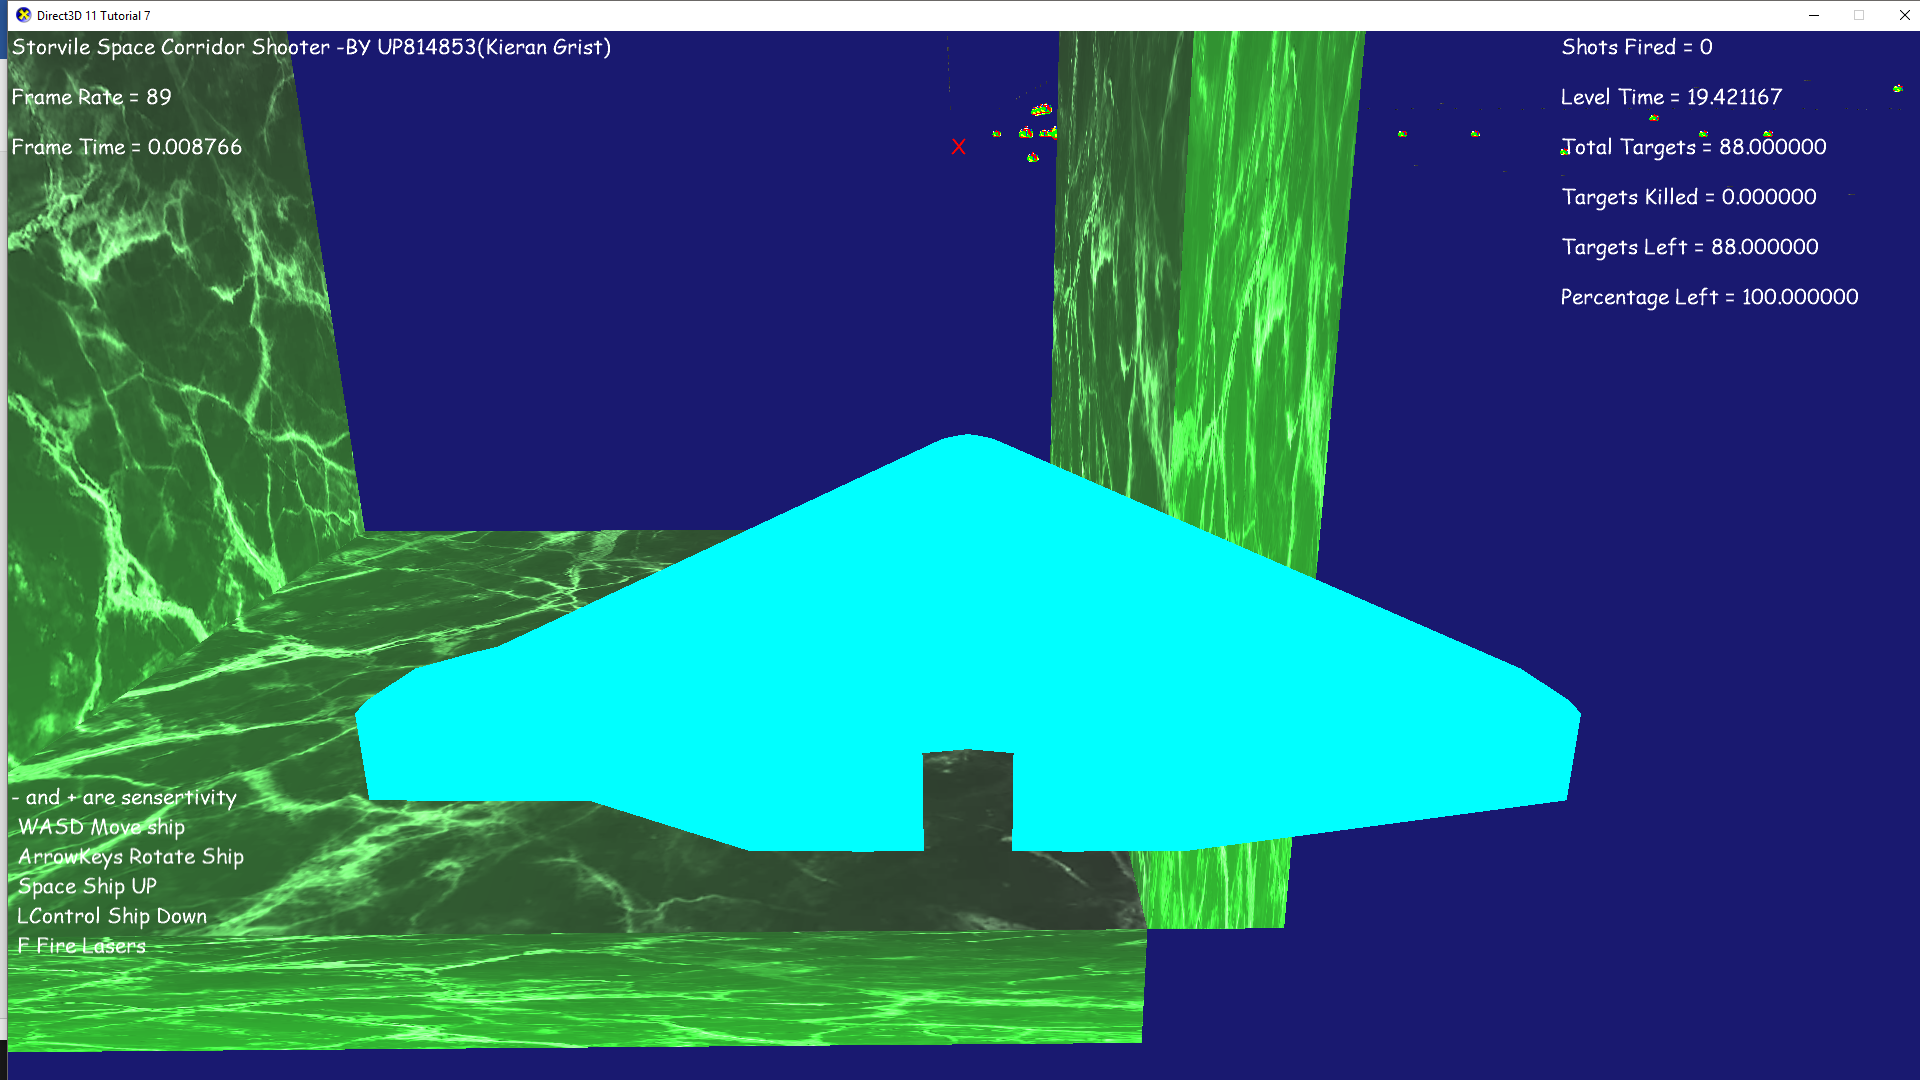 Direct3D 11 Tutorial 7
Storvile Space Corridor Shooter -BY UP814853(Kieran Grist)
Frame Rate = 89
Frame Time = 0.008766
X
Shots Fired = 0
Level Time = 19.421167
Total Targets = 88.000000
Targets Killed = 0.000000
Targets Left = 88.000000
Percentage Left = 100.000000
- and + are sensertivity
WASD Move ship
ArrowKeys Rotate Ship
Space Ship UP
LControl Ship Down
F Fire Lasers